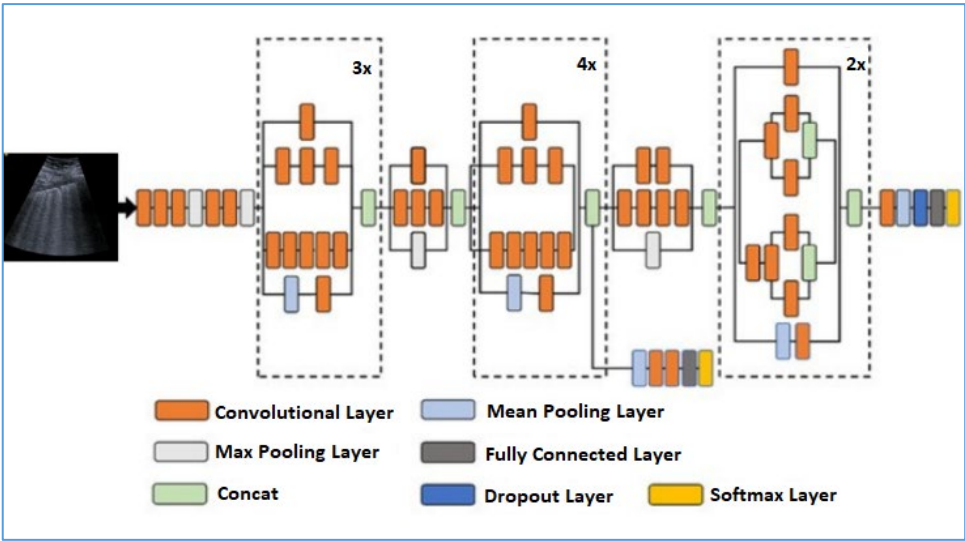 3x
4x
2x
Convolutional Layer
Mean Pooling Layer
Max Pooling Layer
Fully Connected Layer
Concat
Dropout Layer
Softmax Layer